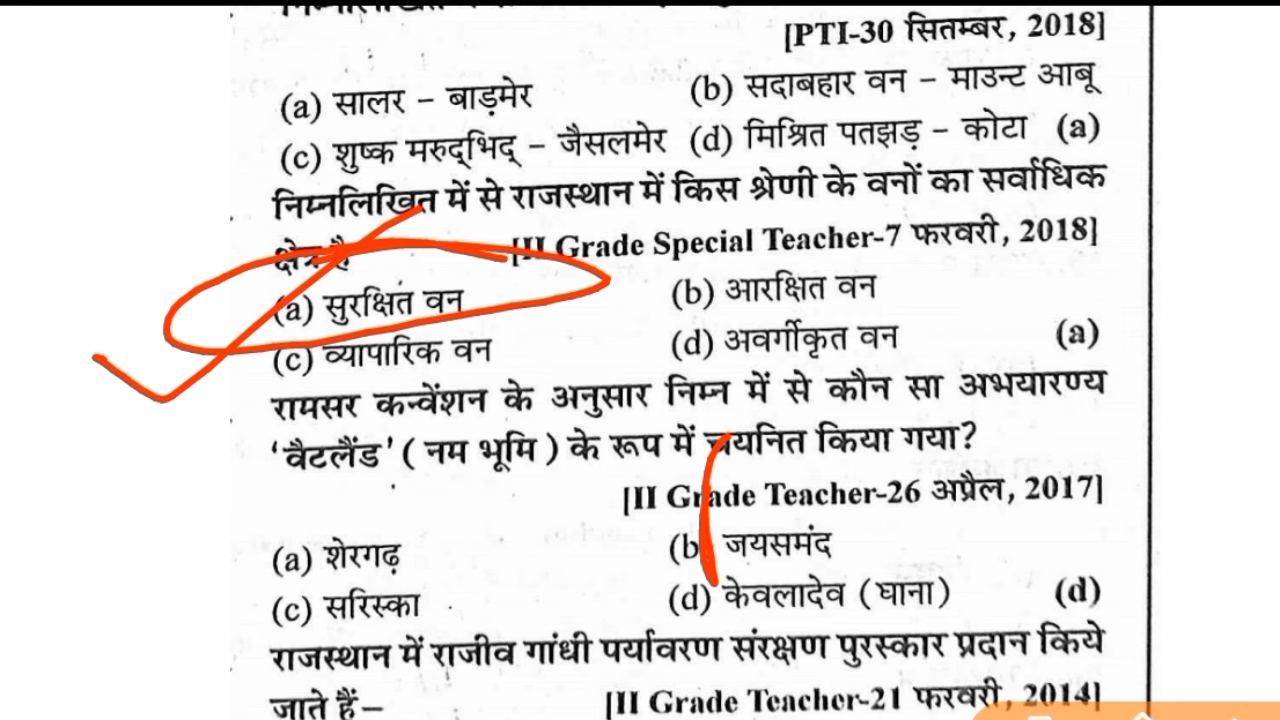 [PTI-30 सितम्बर, 2018]
(a) सालर – बाड़मेर (b) सदाबहार वन – माउन्ट आबू
(c) शुष्क मरुद्भिद् – जैसलमेर (d) मिश्रित पतझड़ – कोटा (a)
निम्नलिखित में से राजस्थान में किस श्रेणी के वनों का सर्वाधिक
क्षेत्र है [II Grade Special Teacher-7 फरवरी, 2018]
(a) सुरक्षित वन (b) आरक्षित वन
(c) व्यापारिक वन (d) अवर्गीकृत वन (a)
रामसर कन्वेंशन के अनुसार निम्न में से कौन सा अभयारण्य
'वैटलैंड' ( नम भूमि ) के रूप में चयनित किया गया?
[II Grade Teacher-26 अप्रैल, 2017]
(a) शेरगढ़ (b) जयसमंद
(c) सरिस्का (d) केवलादेव (घाना) (d)
राजस्थान में राजीव गांधी पर्यावरण संरक्षण पुरस्कार प्रदान किये
जाते हैं– [II Grade Teacher-21 फरवरी, 2014]